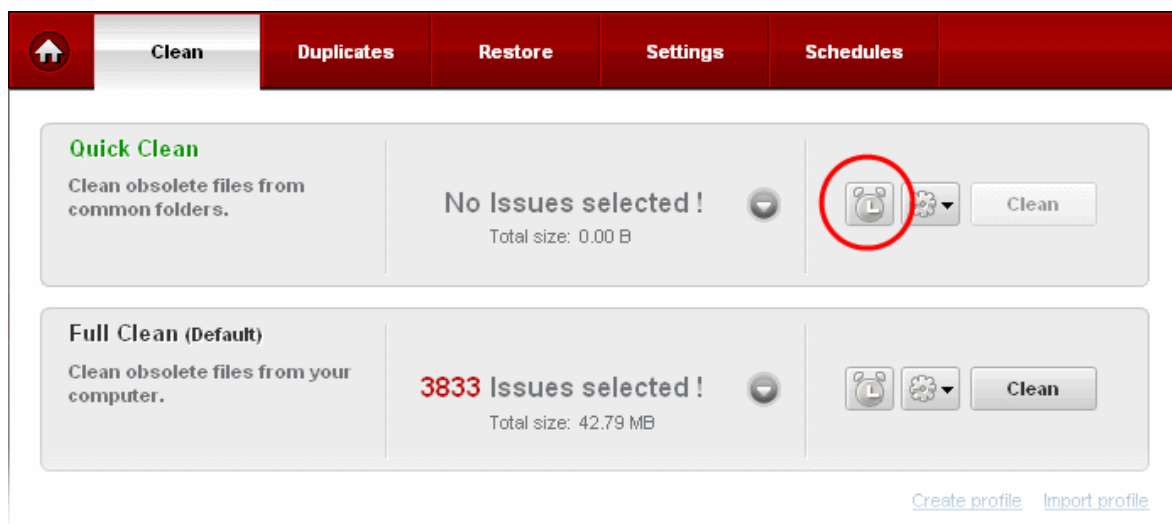 Clean Duplicates Restore Settings Schedules
Quick Clean
Clean obsolete files from
common folders.
No Issues selected !
Total size: 0.00 B
Clean
Full Clean (Default)
Clean obsolete files from your
computer.
3833 Issues selected !
Total size: 42.79 MB
Clean
Create profile Import profile